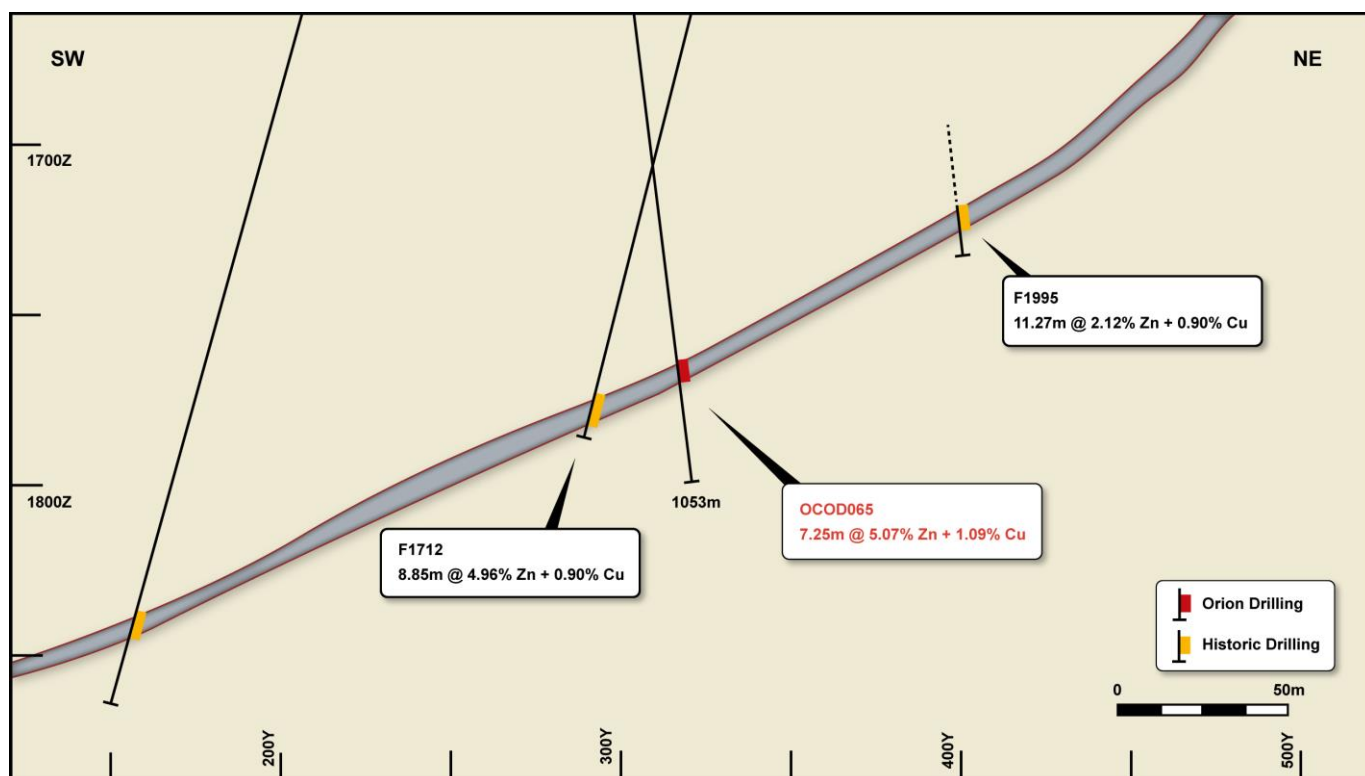 SW
NE
1700Z
F1995
11.27m @ 2.12% Zn + 0.90% Cu
1800Z
1053m
OCOD065
7.25m @ 5.07% Zn + 1.09% Cu
F1712
8.85m @ 4.96% Zn + 0.90% Cu
Orion Drilling
Historic Drilling
0 50m
200Y
300Y
400Y
500Y